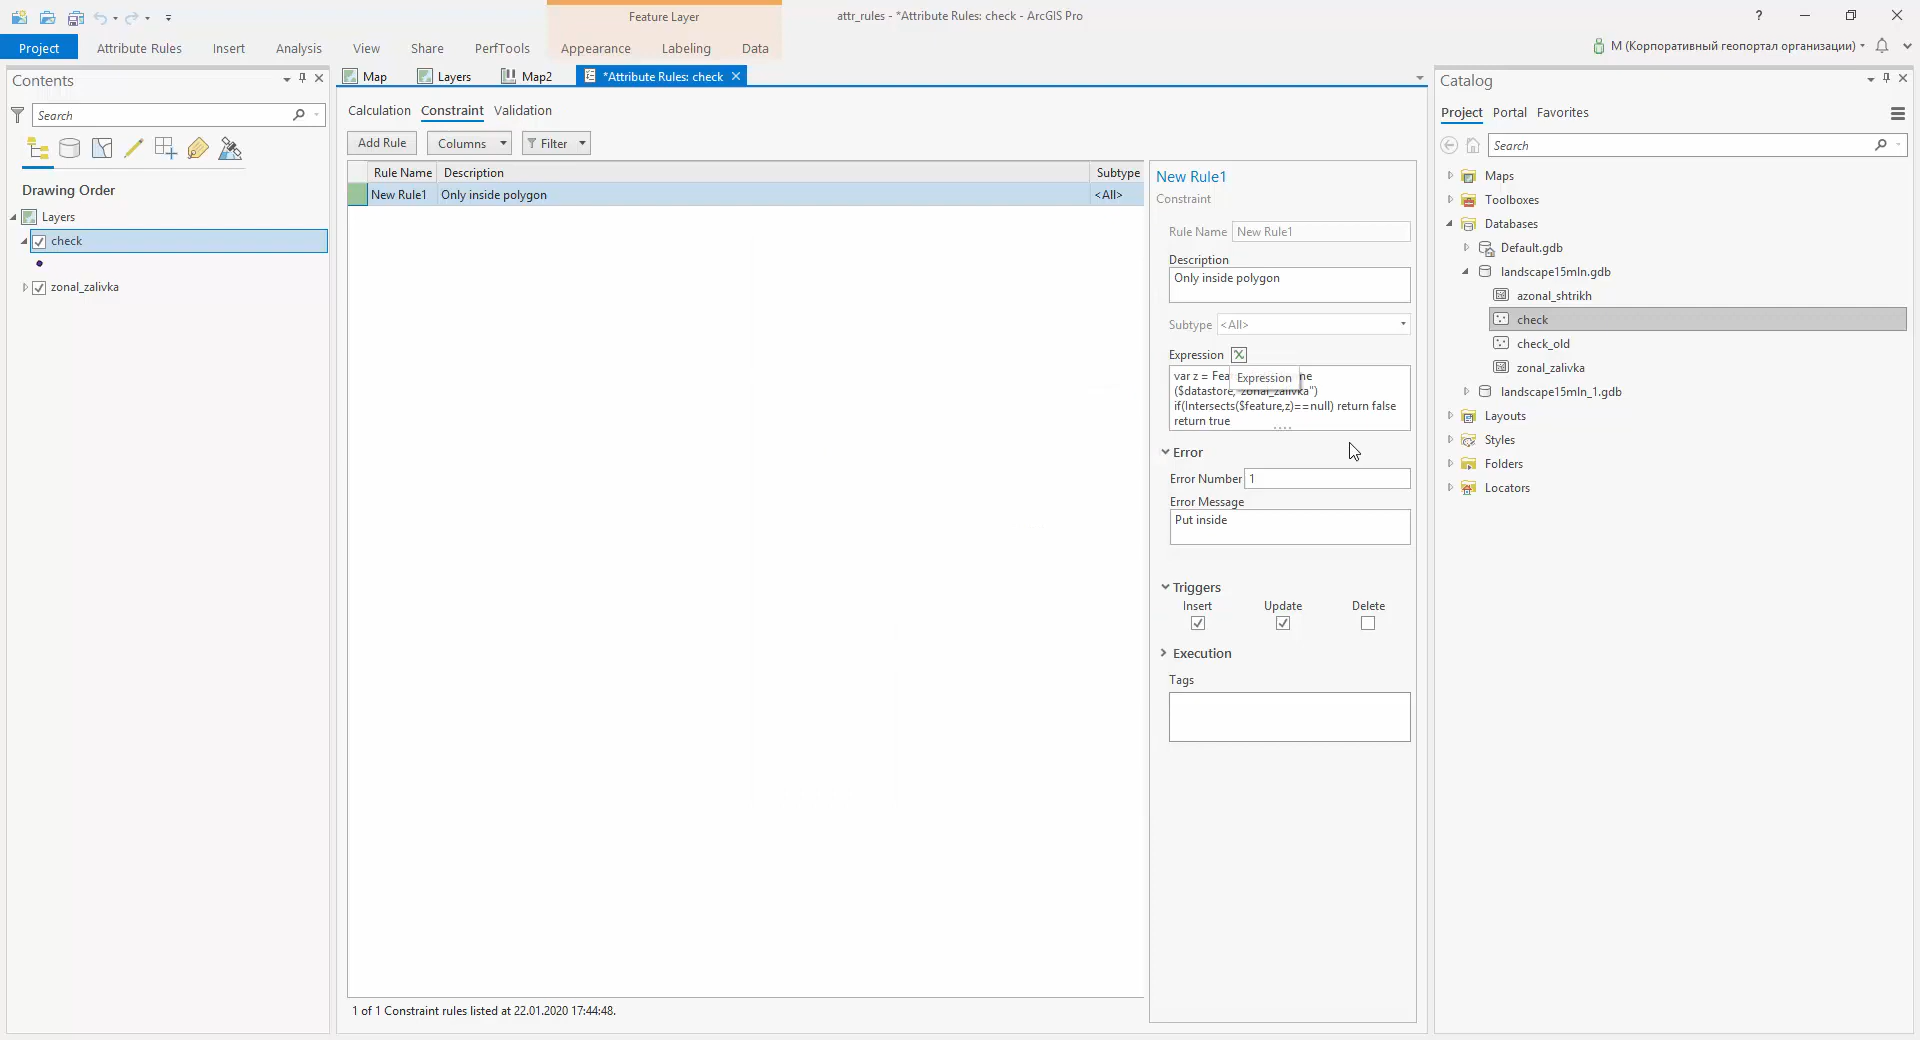 Feature Layer
attr_rules - *Attribute Rules: check - ArcGIS Pro
?
Project Attribute Rules Insert Analysis View Share PerfTools Appearance Labeling Data
M (Корпоративный геопортал организации)
Contents
Search
Drawing Order
Layers
check
zonal_zalivka
Map Layers Map2 *Attribute Rules: check
Calculation Constraint Validation
Add Rule Columns Filter
Rule Name Description Subtype
New Rule1 Only inside polygon <All>
1 of 1 Constraint rules listed at 22.01.2020 17:44:48.
New Rule1
Constraint
Rule Name New Rule1
Description
Only inside polygon
Subtype <All>
Expression
Expression
var z = Fea ne
($datastore,"zonal_zalivka")
if(Intersects($feature,z)==null) return false
return true
Error
Error Number 1
Error Message
Put inside
Triggers
Insert Update Delete
Execution
Tags
Catalog
Project Portal Favorites
Search
Maps
Toolboxes
Databases
Default.gdb
landscape15mln.gdb
azonal_shtrikh
check
check_old
zonal_zalivka
landscape15mln_1.gdb
Layouts
Styles
Folders
Locators